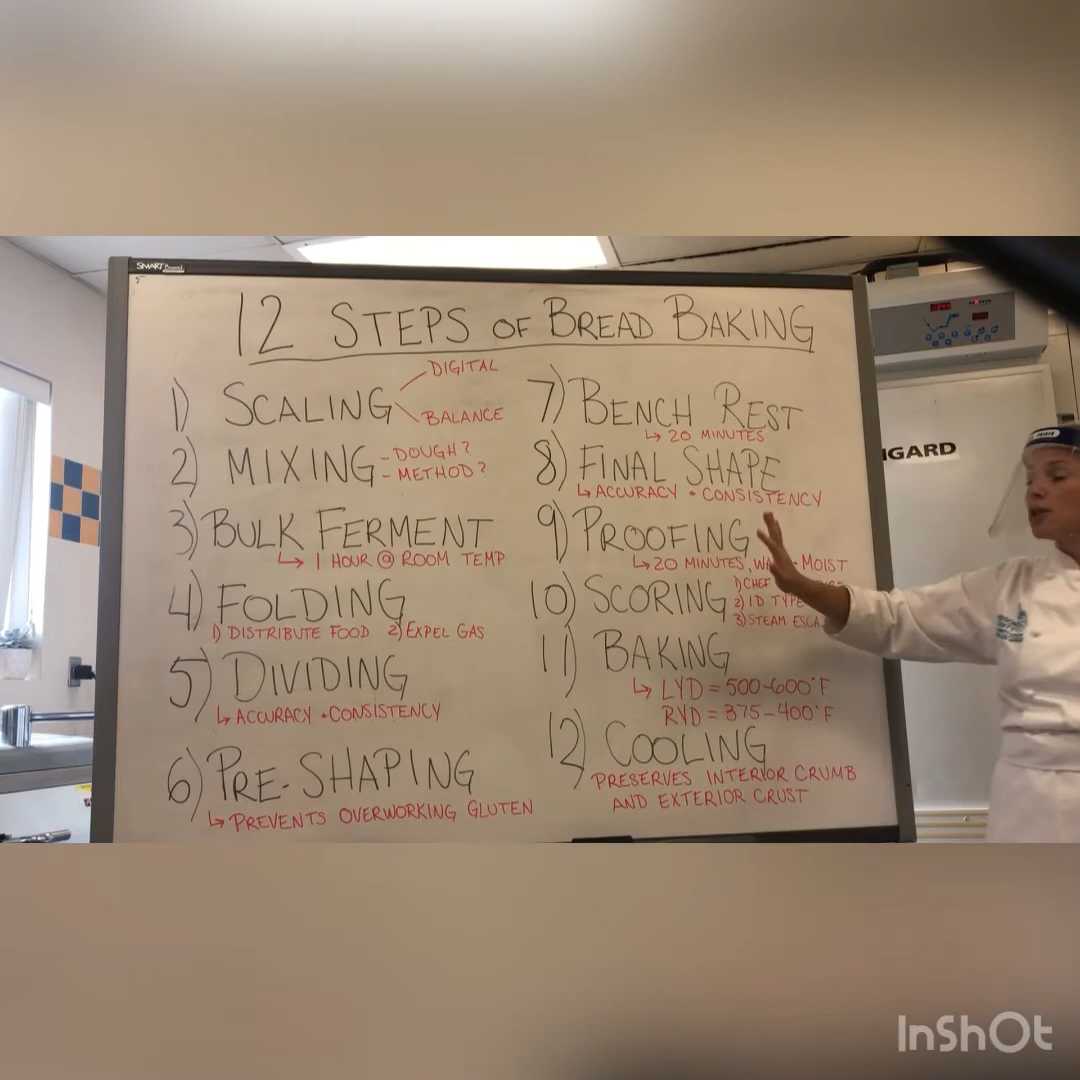 SMART Board
12 STEPS OF BREAD BAKING
1) SCALING
DIGITAL
BALANCE
2) MIXING
- DOUGH?
- METHOD?
3) BULK FERMENT
↳ 1 HOUR @ ROOM TEMP
4) FOLDING
1) DISTRIBUTE FOOD 2) EXPEL GAS
5) DIVIDING
↳ ACCURACY + CONSISTENCY
6) PRE-SHAPING
↳ PREVENTS OVERWORKING GLUTEN
7) BENCH REST
↳ 20 MINUTES
8) FINAL SHAPE
↳ ACCURACY + CONSISTENCY
9) PROOFING
↳ 20 MINUTES, + MOIST
10) SCORING
1) CHEF
2) ID TYPE
3) STEAM
11) BAKING
↳ LYD = 500-600°F
RYD = 375-400°F
12) COOLING
PRESERVES INTERIOR CRUMB
AND EXTERIOR CRUST
NGARD
InShOt